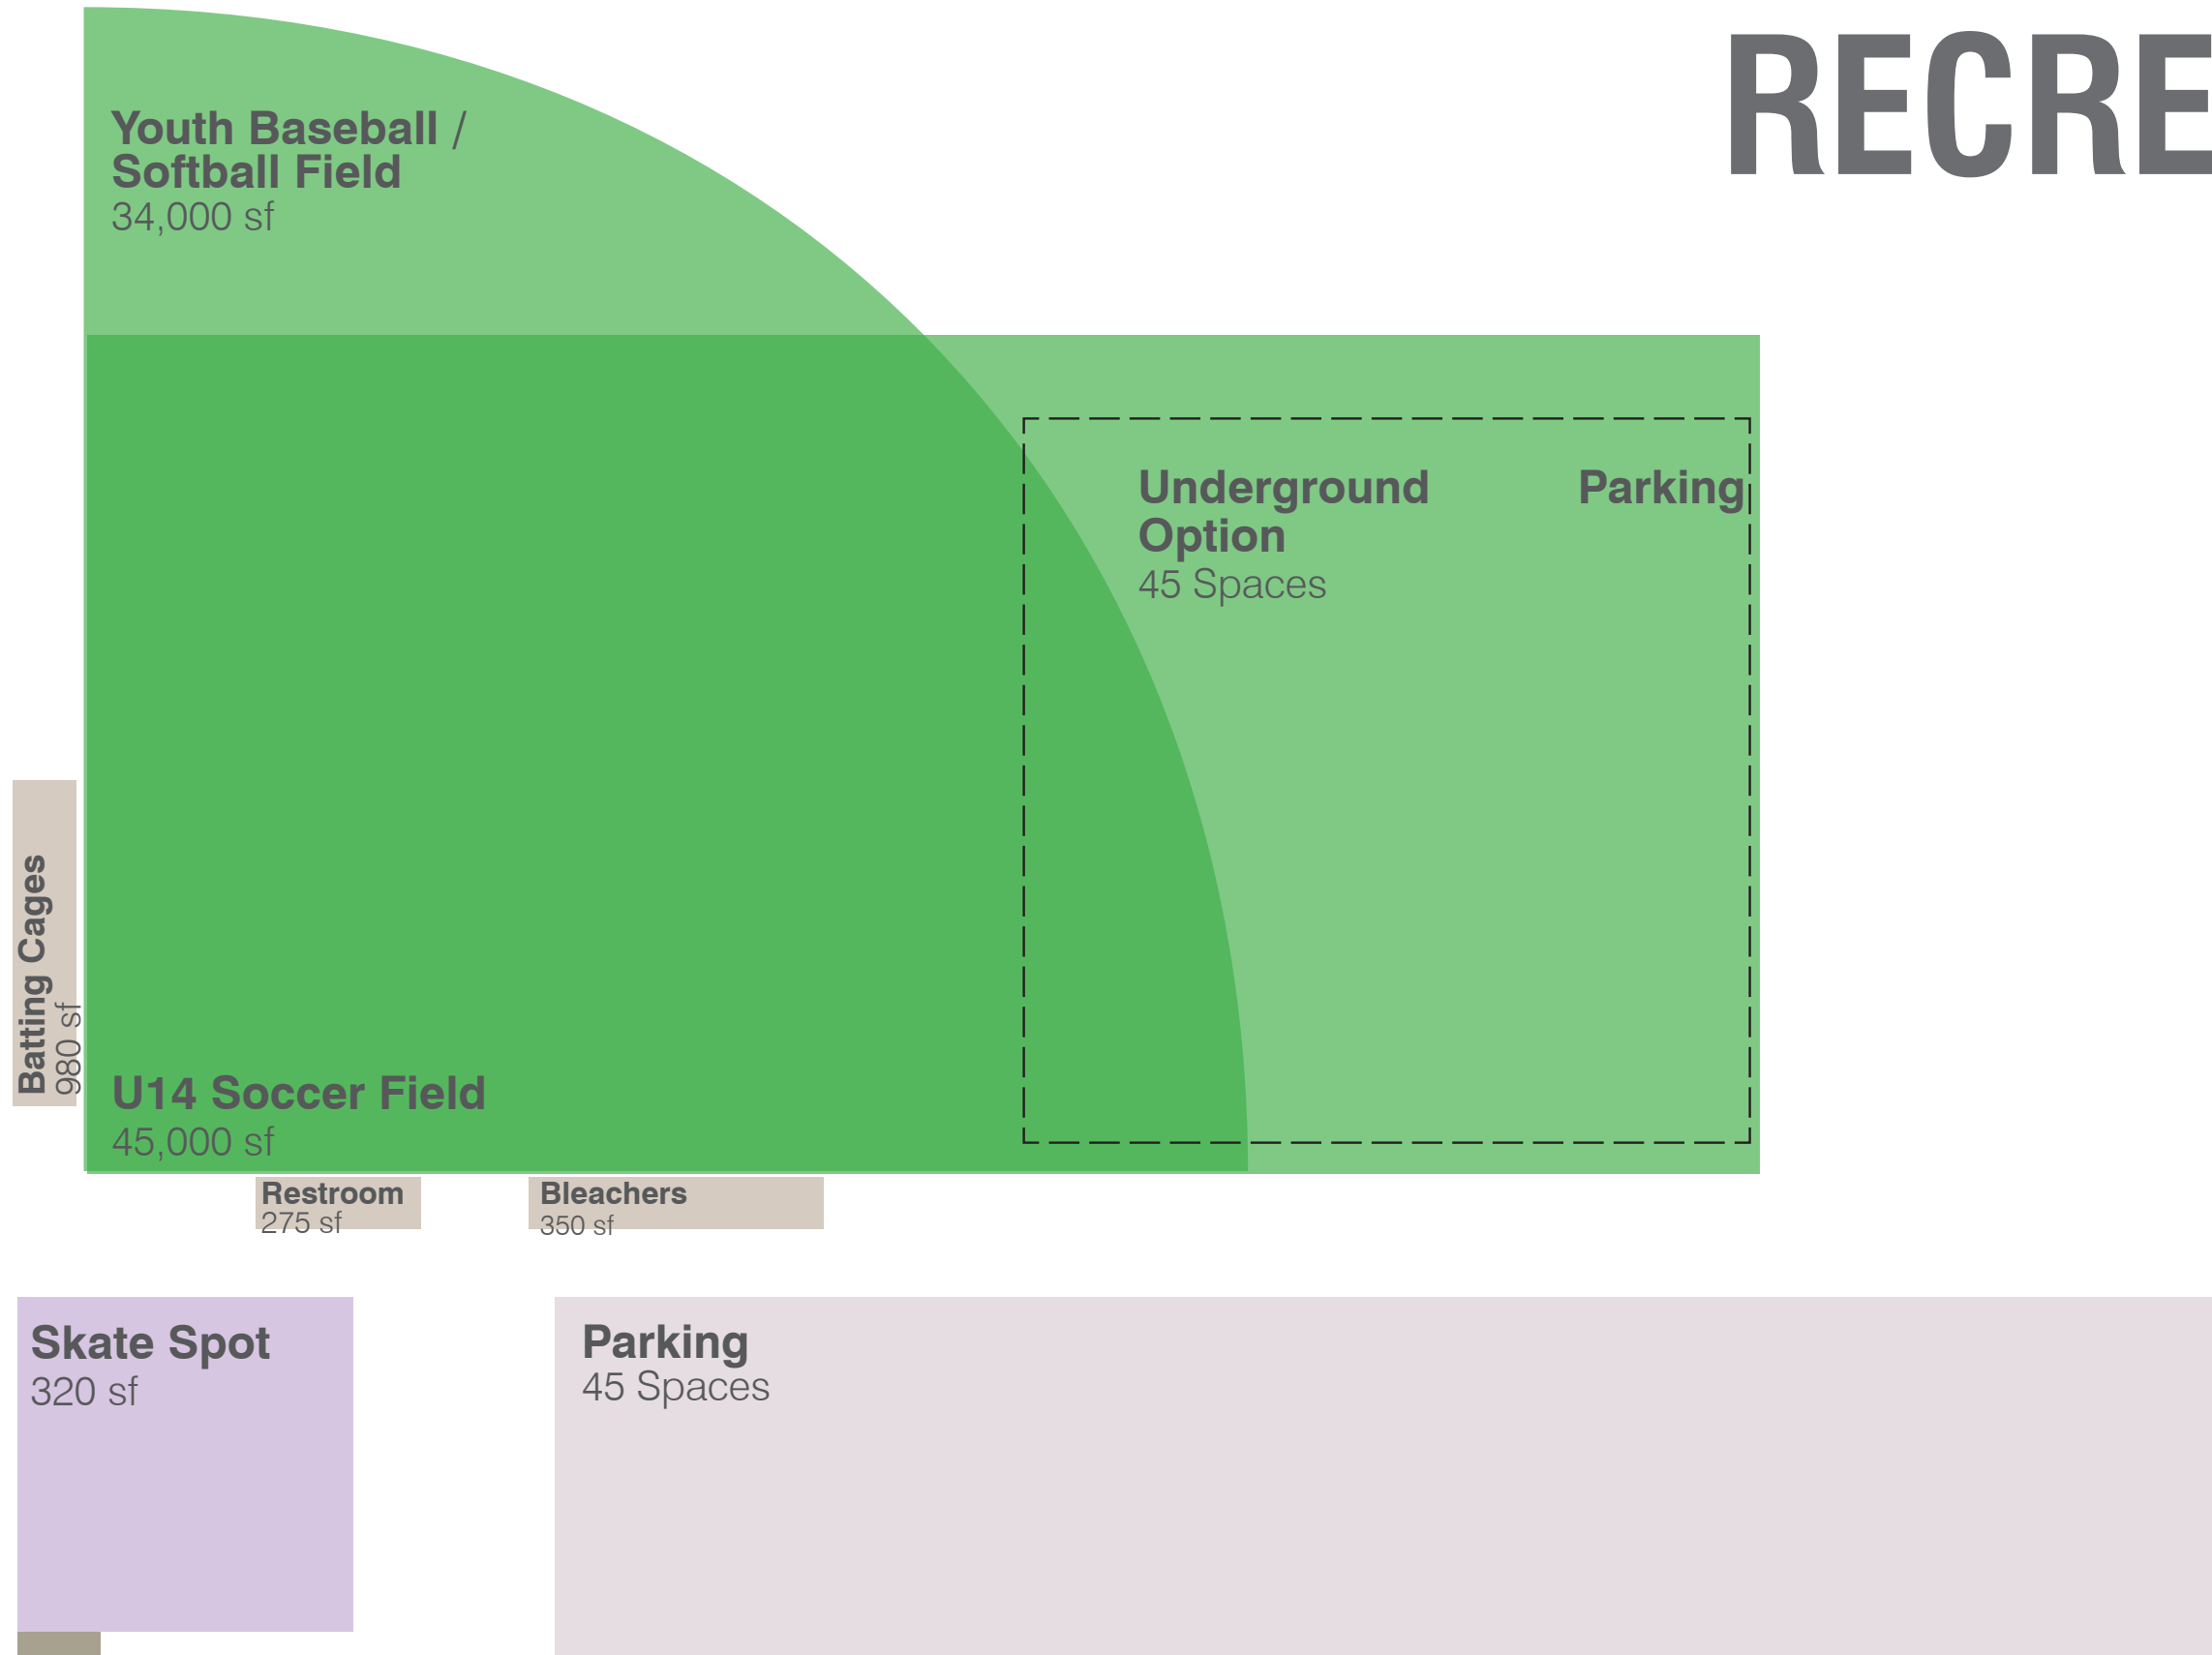 RECRE
Youth Baseball /
Softball Field
34,000 sf
Underground Parking
Option
45 Spaces
Batting Cages
980 sf
U14 Soccer Field
45,000 sf
Restroom
275 sf
Bleachers
350 sf
Skate Spot
320 sf
Parking
45 Spaces